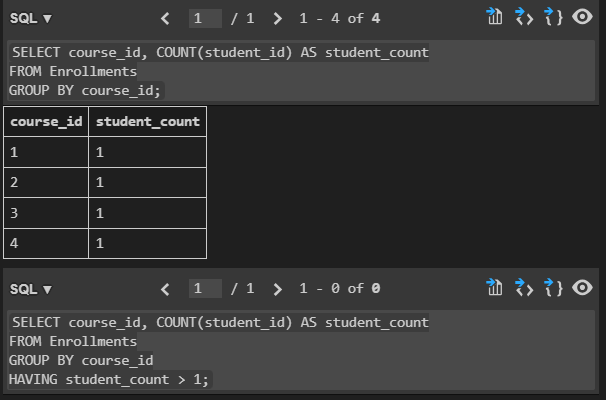 SQL ▼ < 1 / 1 > 1 - 4 of 4
SELECT course_id, COUNT(student_id) AS student_count
FROM Enrollments
GROUP BY course_id;
course_id student_count
1 1
2 1
3 1
4 1
SQL ▼ < 1 / 1 > 1 - 0 of 0
SELECT course_id, COUNT(student_id) AS student_count
FROM Enrollments
GROUP BY course_id
HAVING student_count > 1;